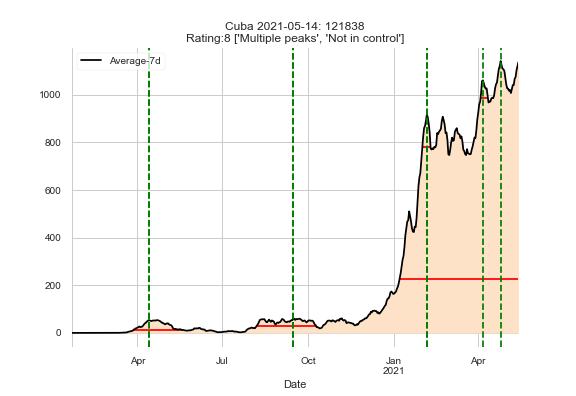 Cuba 2021-05-14: 121838
Rating:8 ['Multiple peaks', 'Not in control']
Average-7d
1000
800
600
400
200
0
Apr
Jul
Oct
Jan
2021
Apr
Date